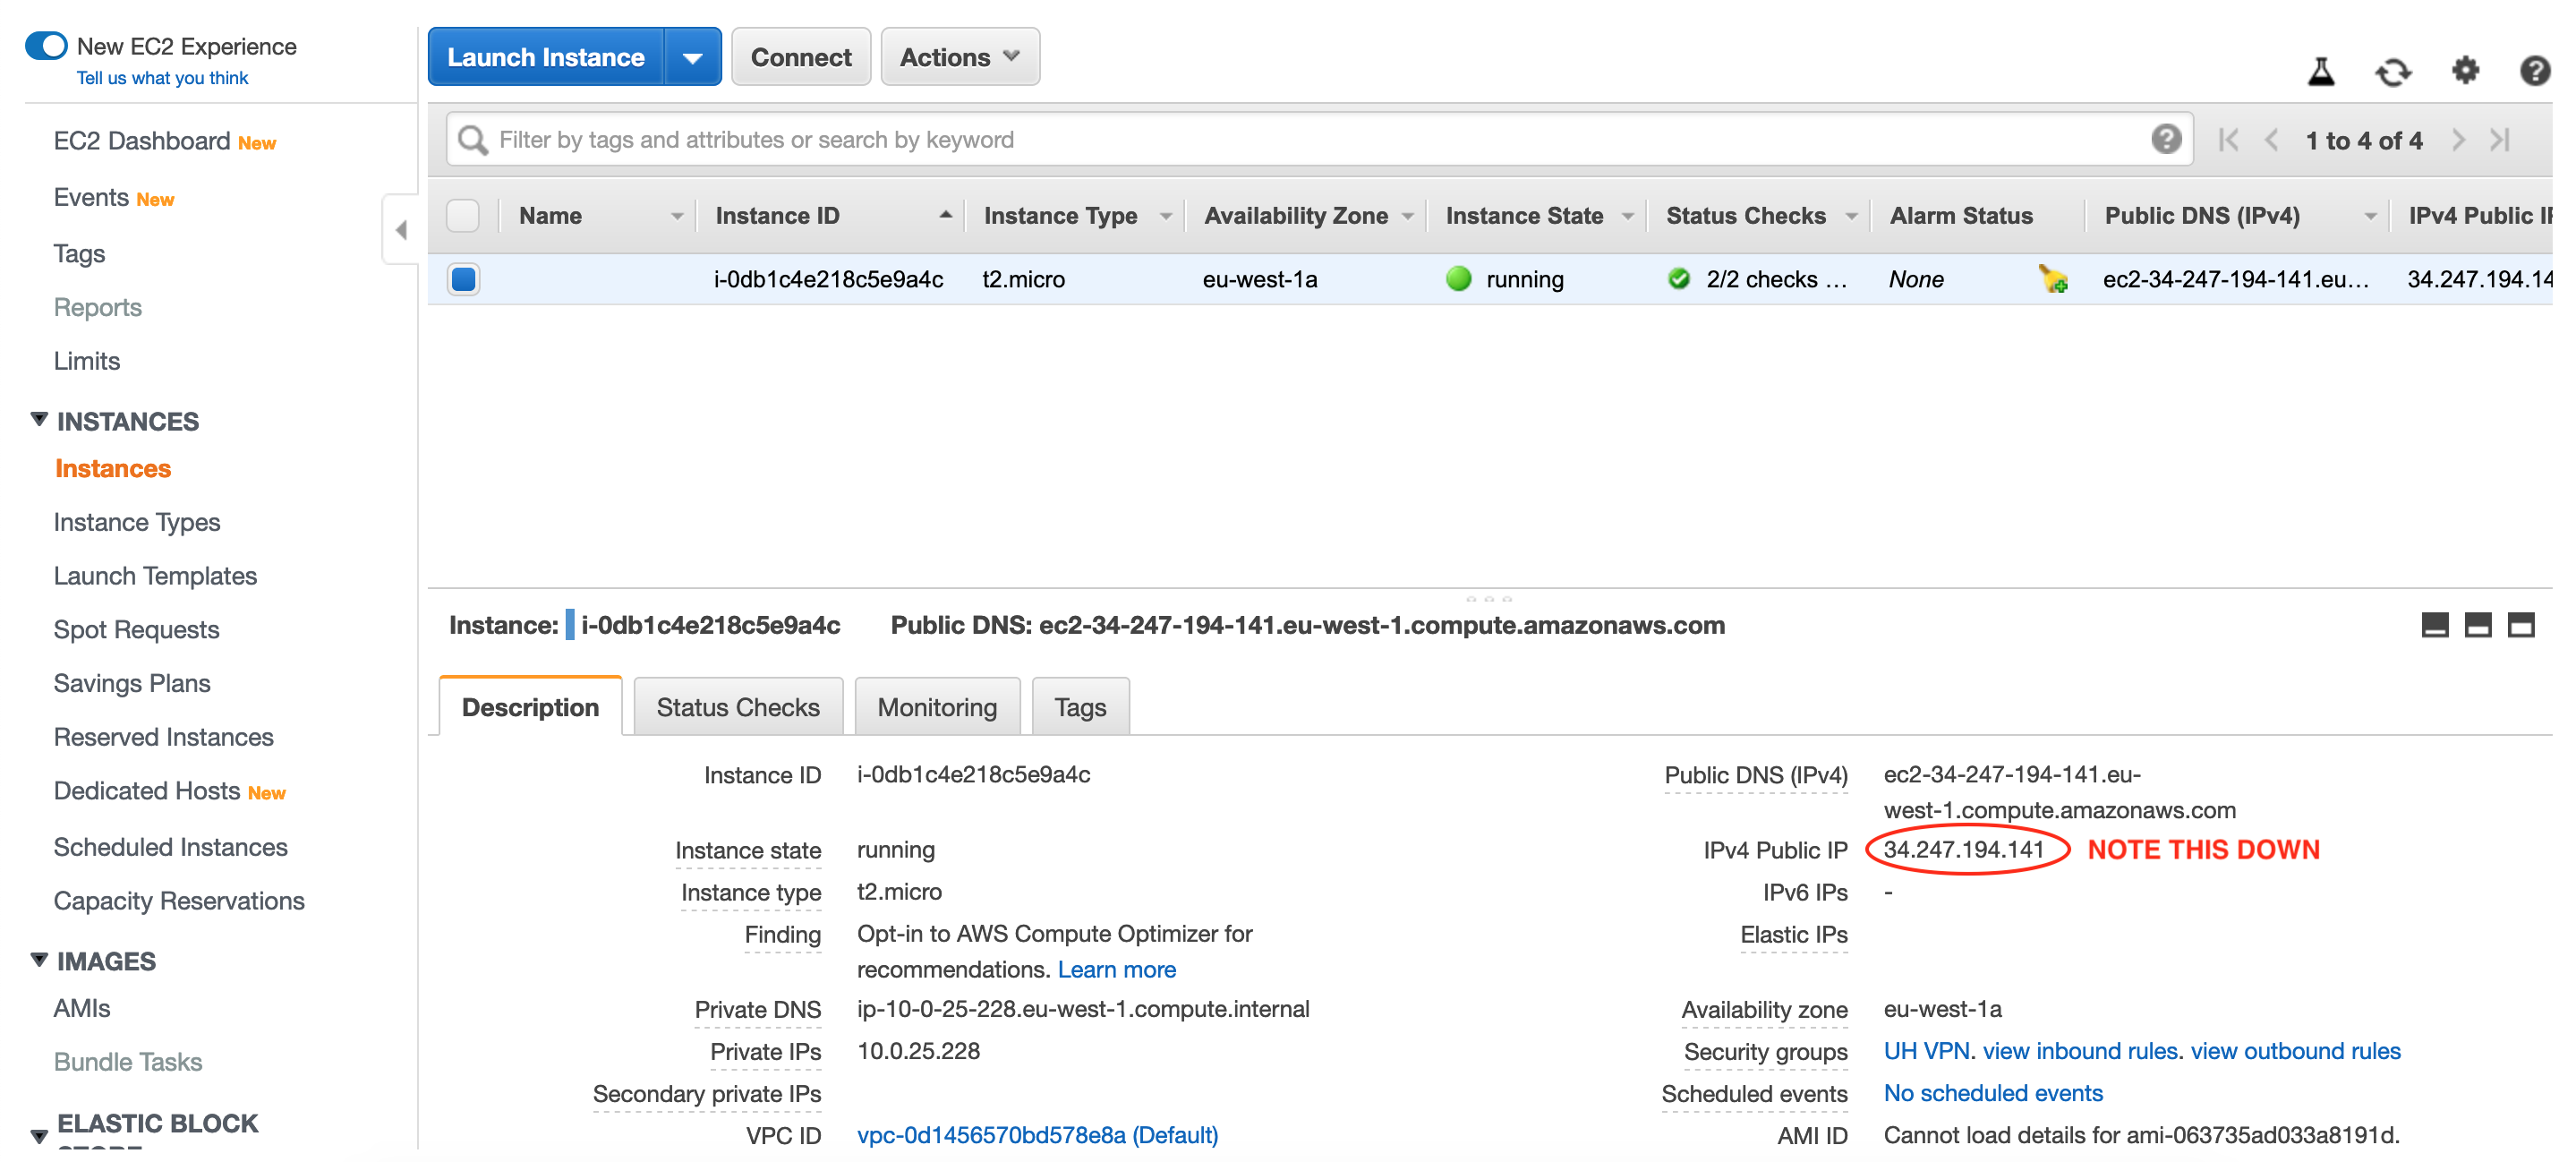 New EC2 Experience
Tell us what you think
EC2 Dashboard New
Events New
Tags
Reports
Limits
INSTANCES
Instances
Instance Types
Launch Templates
Spot Requests
Savings Plans
Reserved Instances
Dedicated Hosts New
Scheduled Instances
Capacity Reservations
IMAGES
AMIs
Bundle Tasks
ELASTIC BLOCK
Launch Instance Connect Actions
Filter by tags and attributes or search by keyword 1 to 4 of 4
Name Instance ID Instance Type Availability Zone Instance State Status Checks Alarm Status Public DNS (IPv4) IPv4 Public
i-0db1c4e218c5e9a4c t2.micro eu-west-1a running 2/2 checks … None ec2-34-247-194-141.eu… 34.247.194.14
Instance: i-0db1c4e218c5e9a4c Public DNS: ec2-34-247-194-141.eu-west-1.compute.amazonaws.com
Description Status Checks Monitoring Tags
Instance ID i-0db1c4e218c5e9a4c
Instance state running
Instance type t2.micro
Finding Opt-in to AWS Compute Optimizer for
recommendations. Learn more
Private DNS ip-10-0-25-228.eu-west-1.compute.internal
Private IPs 10.0.25.228
Secondary private IPs
VPC ID vpc-0d1456570bd578e8a (Default)
Public DNS (IPv4) ec2-34-247-194-141.eu-
west-1.compute.amazonaws.com
IPv4 Public IP 34.247.194.141 NOTE THIS DOWN
IPv6 IPs -
Elastic IPs
Availability zone eu-west-1a
Security groups UH VPN. view inbound rules. view outbound rules
Scheduled events No scheduled events
AMI ID Cannot load details for ami-063735ad033a8191d.